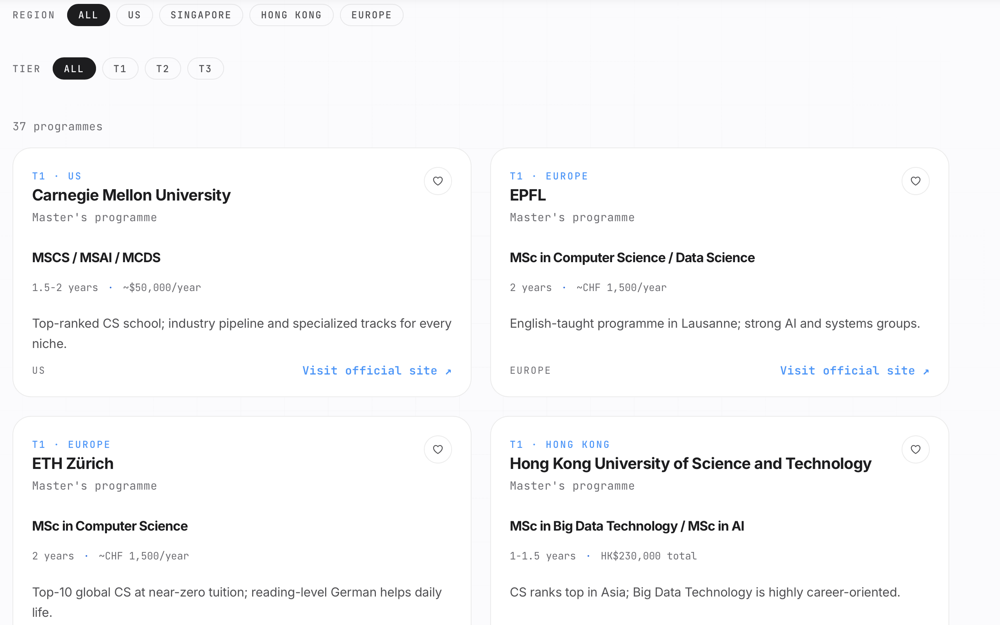 REGION ALL US SINGAPORE HONG KONG EUROPE
TIER ALL T1 T2 T3
37 programmes
T1 · US
Carnegie Mellon University
Master's programme
MSCS / MSAI / MCDS
1.5-2 years · ~$50,000/year
Top-ranked CS school; industry pipeline and specialized tracks for every
niche.
US Visit official site ↗
T1 · EUROPE
EPFL
Master's programme
MSc in Computer Science / Data Science
2 years · ~CHF 1,500/year
English-taught programme in Lausanne; strong AI and systems groups.
EUROPE Visit official site ↗
T1 · EUROPE
ETH Zürich
Master's programme
MSc in Computer Science
2 years · ~CHF 1,500/year
Top-10 global CS at near-zero tuition; reading-level German helps daily
life.
T1 · HONG KONG
Hong Kong University of Science and Technology
Master's programme
MSc in Big Data Technology / MSc in AI
1-1.5 years · HK$230,000 total
CS ranks top in Asia; Big Data Technology is highly career-oriented.